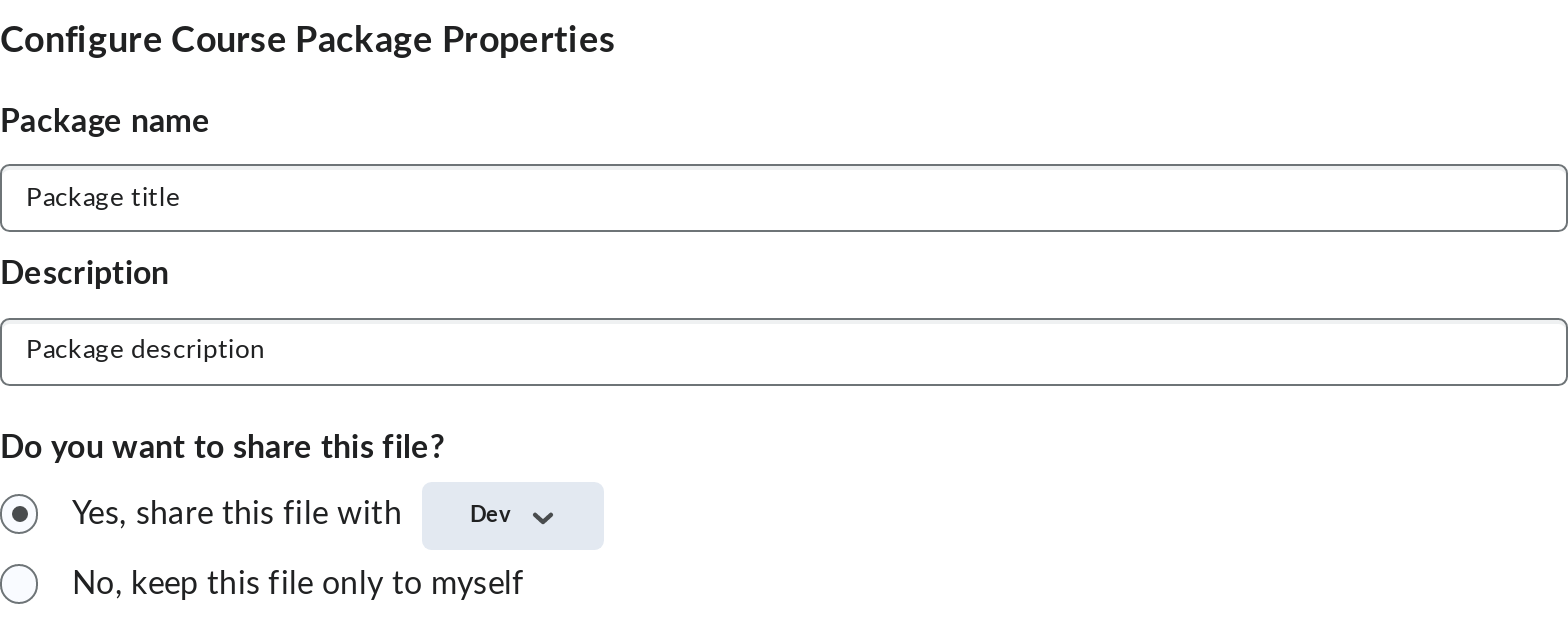 Configure Course Package Properties
Package name
Package title
Description
Package description
Do you want to share this file?
Yes, share this file with Dev
No, keep this file only to myself